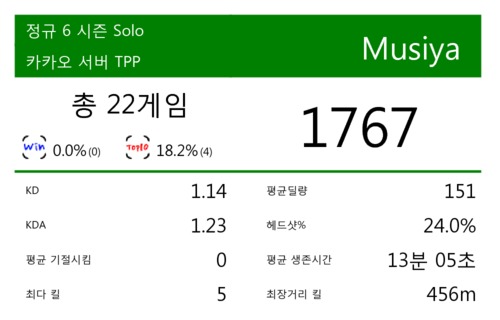 정규 6 시즌 Solo
카카오 서버 TPP
Musiya
총 22게임
Win 0.0%(0) TOP10 18.2%(4)
1767
KD 1.14
평균딜량 151
KDA 1.23
헤드샷% 24.0%
평균 기절시킴 0
평균 생존시간 13분 05초
최다 킬 5
최장거리 킬 456m